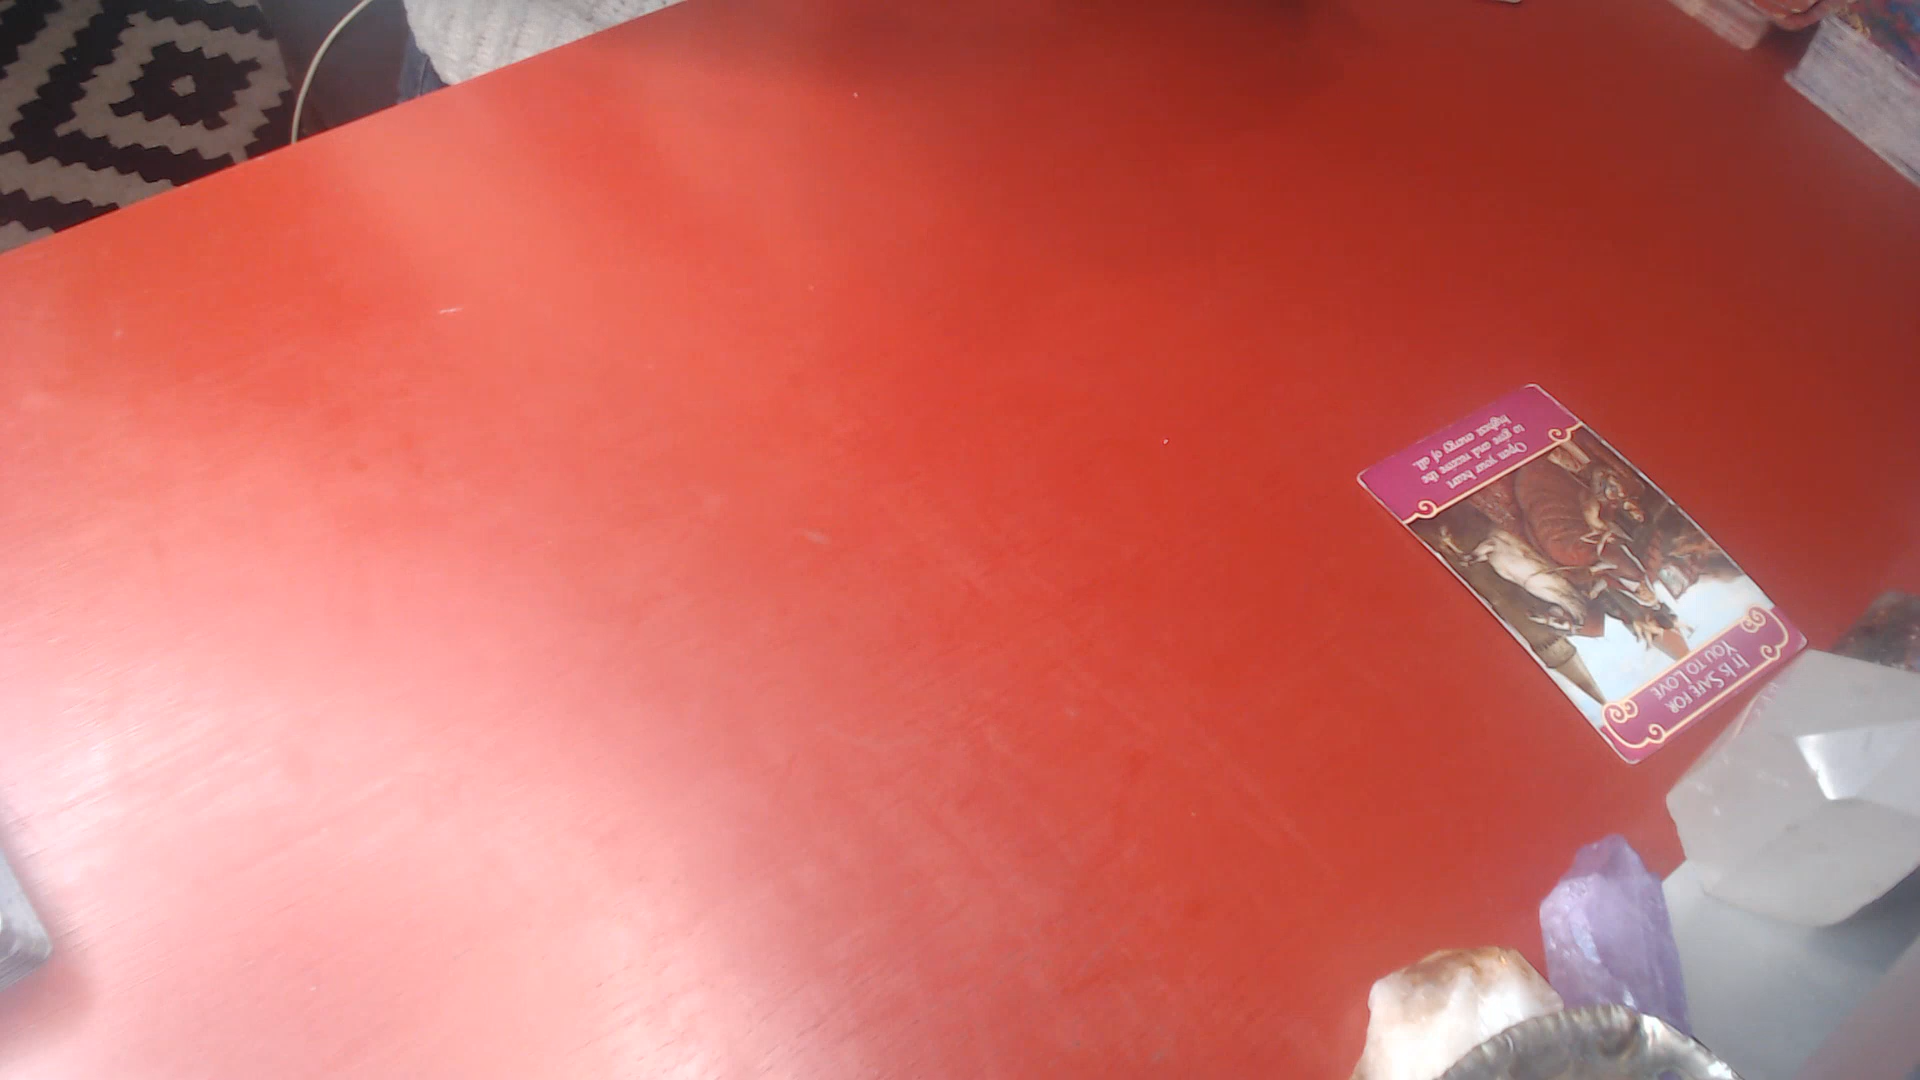 IT IS SAFE FOR
YOU TO LOVE
Open your heart
to give and receive the
highest energy of all.